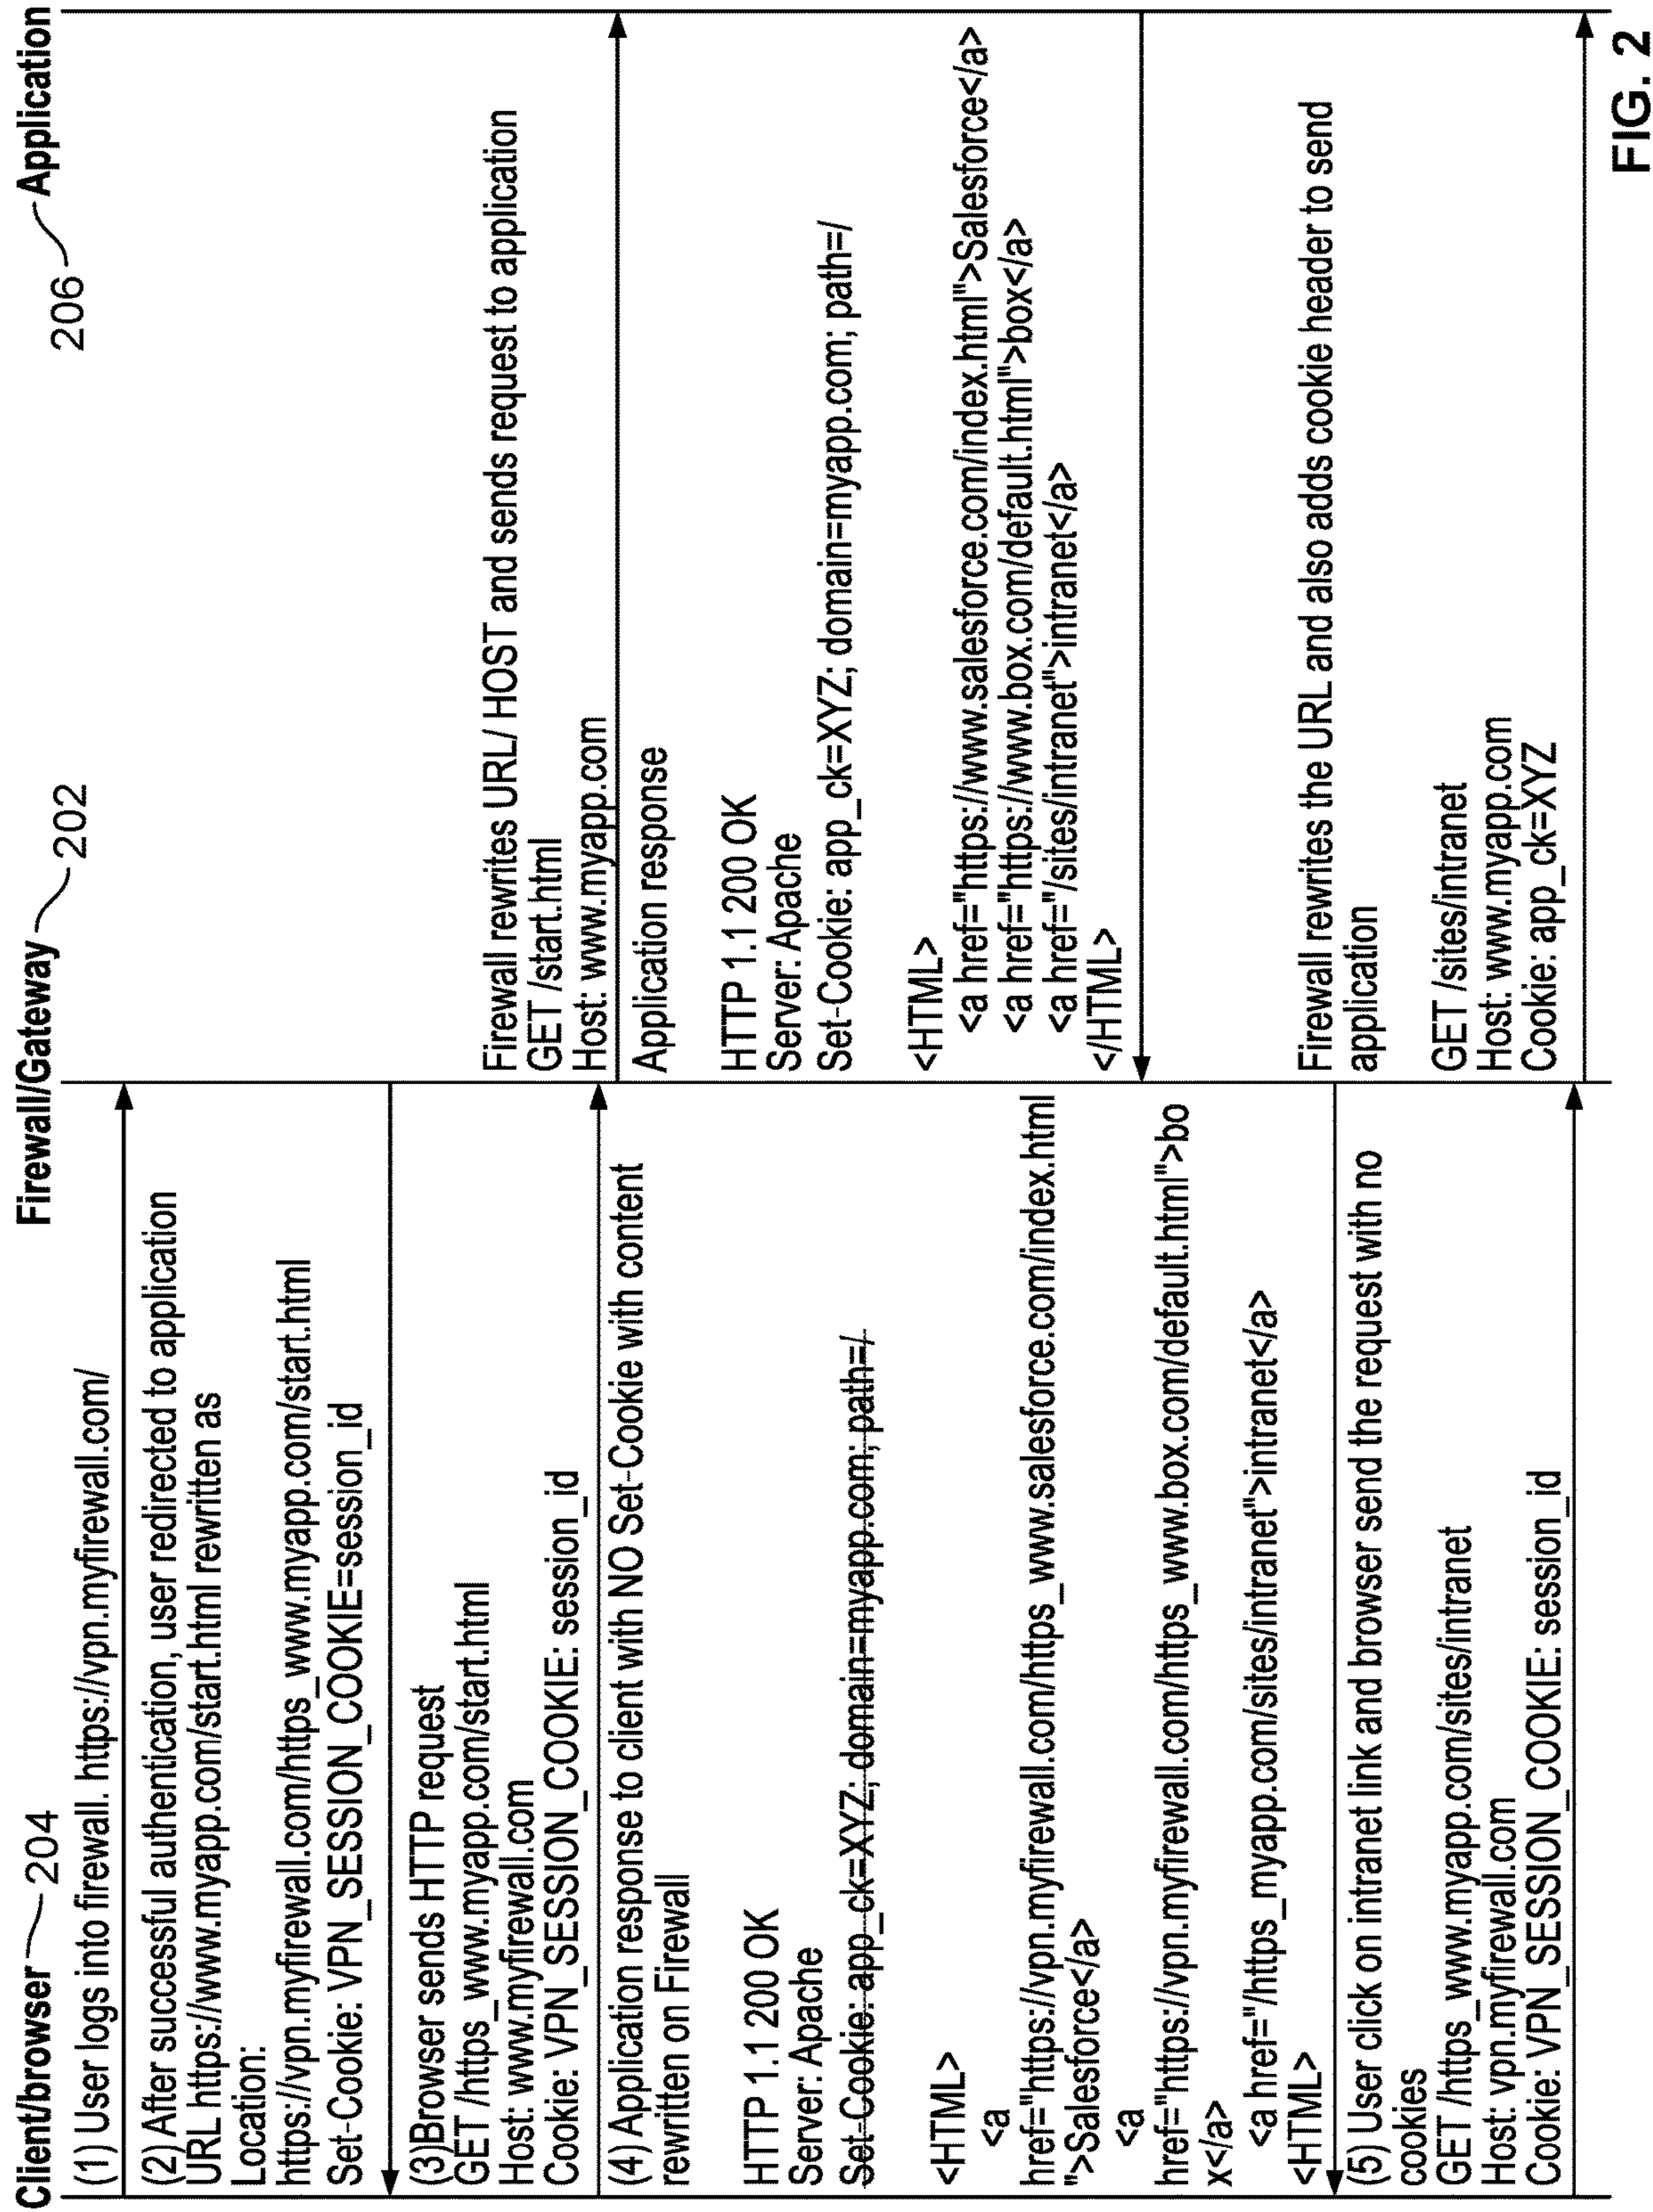 Client/browser 204
Firewall/Gateway 202
206 Application
(1) User logs into firewall. https://vpn.myfirewall.com/
(2) After successful authentication, user redirected to application
URL https://www.myapp.com/start.html rewritten as
Location:
https://vpn.myfirewall.com/https_www.myapp.com/start.html
Set-Cookie: VPN_SESSION_COOKIE=session_id
(3)Browser sends HTTP request
GET /https_www.myapp.com/start.html
Host: www.myfirewall.com
Cookie: VPN_SESSION_COOKIE: session_id
Firewall rewrites URL/ HOST and sends request to application
GET /start.html
Host: www.myapp.com
Application response
HTTP 1.1 200 OK
Server: Apache
Set-Cookie: app_ck=XYZ; domain=myapp.com; path=/
<HTML>
<a href="https://www.salesforce.com/index.html">Salesforce</a>
<a href="https://www.box.com/default.html">box</a>
<a href="/sites/intranet">intranet</a>
</HTML>
(4) Application response to client with NO Set-Cookie with content
rewritten on Firewall
HTTP 1.1 200 OK
Server: Apache
Set-Cookie: app_ck=XYZ; domain=myapp.com; path=/
<HTML>
<a
href="https://vpn.myfirewall.com/https_www.salesforce.com/index.html
">Salesforce</a>
<a
href="https://vpn.myfirewall.com/https_www.box.com/default.html">bo
x</a>
<a href="/https_myapp.com/sites/intranet">intranet</a>
<HTML>
(5) User click on intranet link and browser send the request with no
cookies
GET /https_www.myapp.com/sites/intranet
Host: vpn.myfirewall.com
Cookie: VPN_SESSION_COOKIE: session_id
Firewall rewrites the URL and also adds cookie header to send
application
GET /sites/intranet
Host: www.myapp.com
Cookie: app_ck=XYZ
FIG. 2